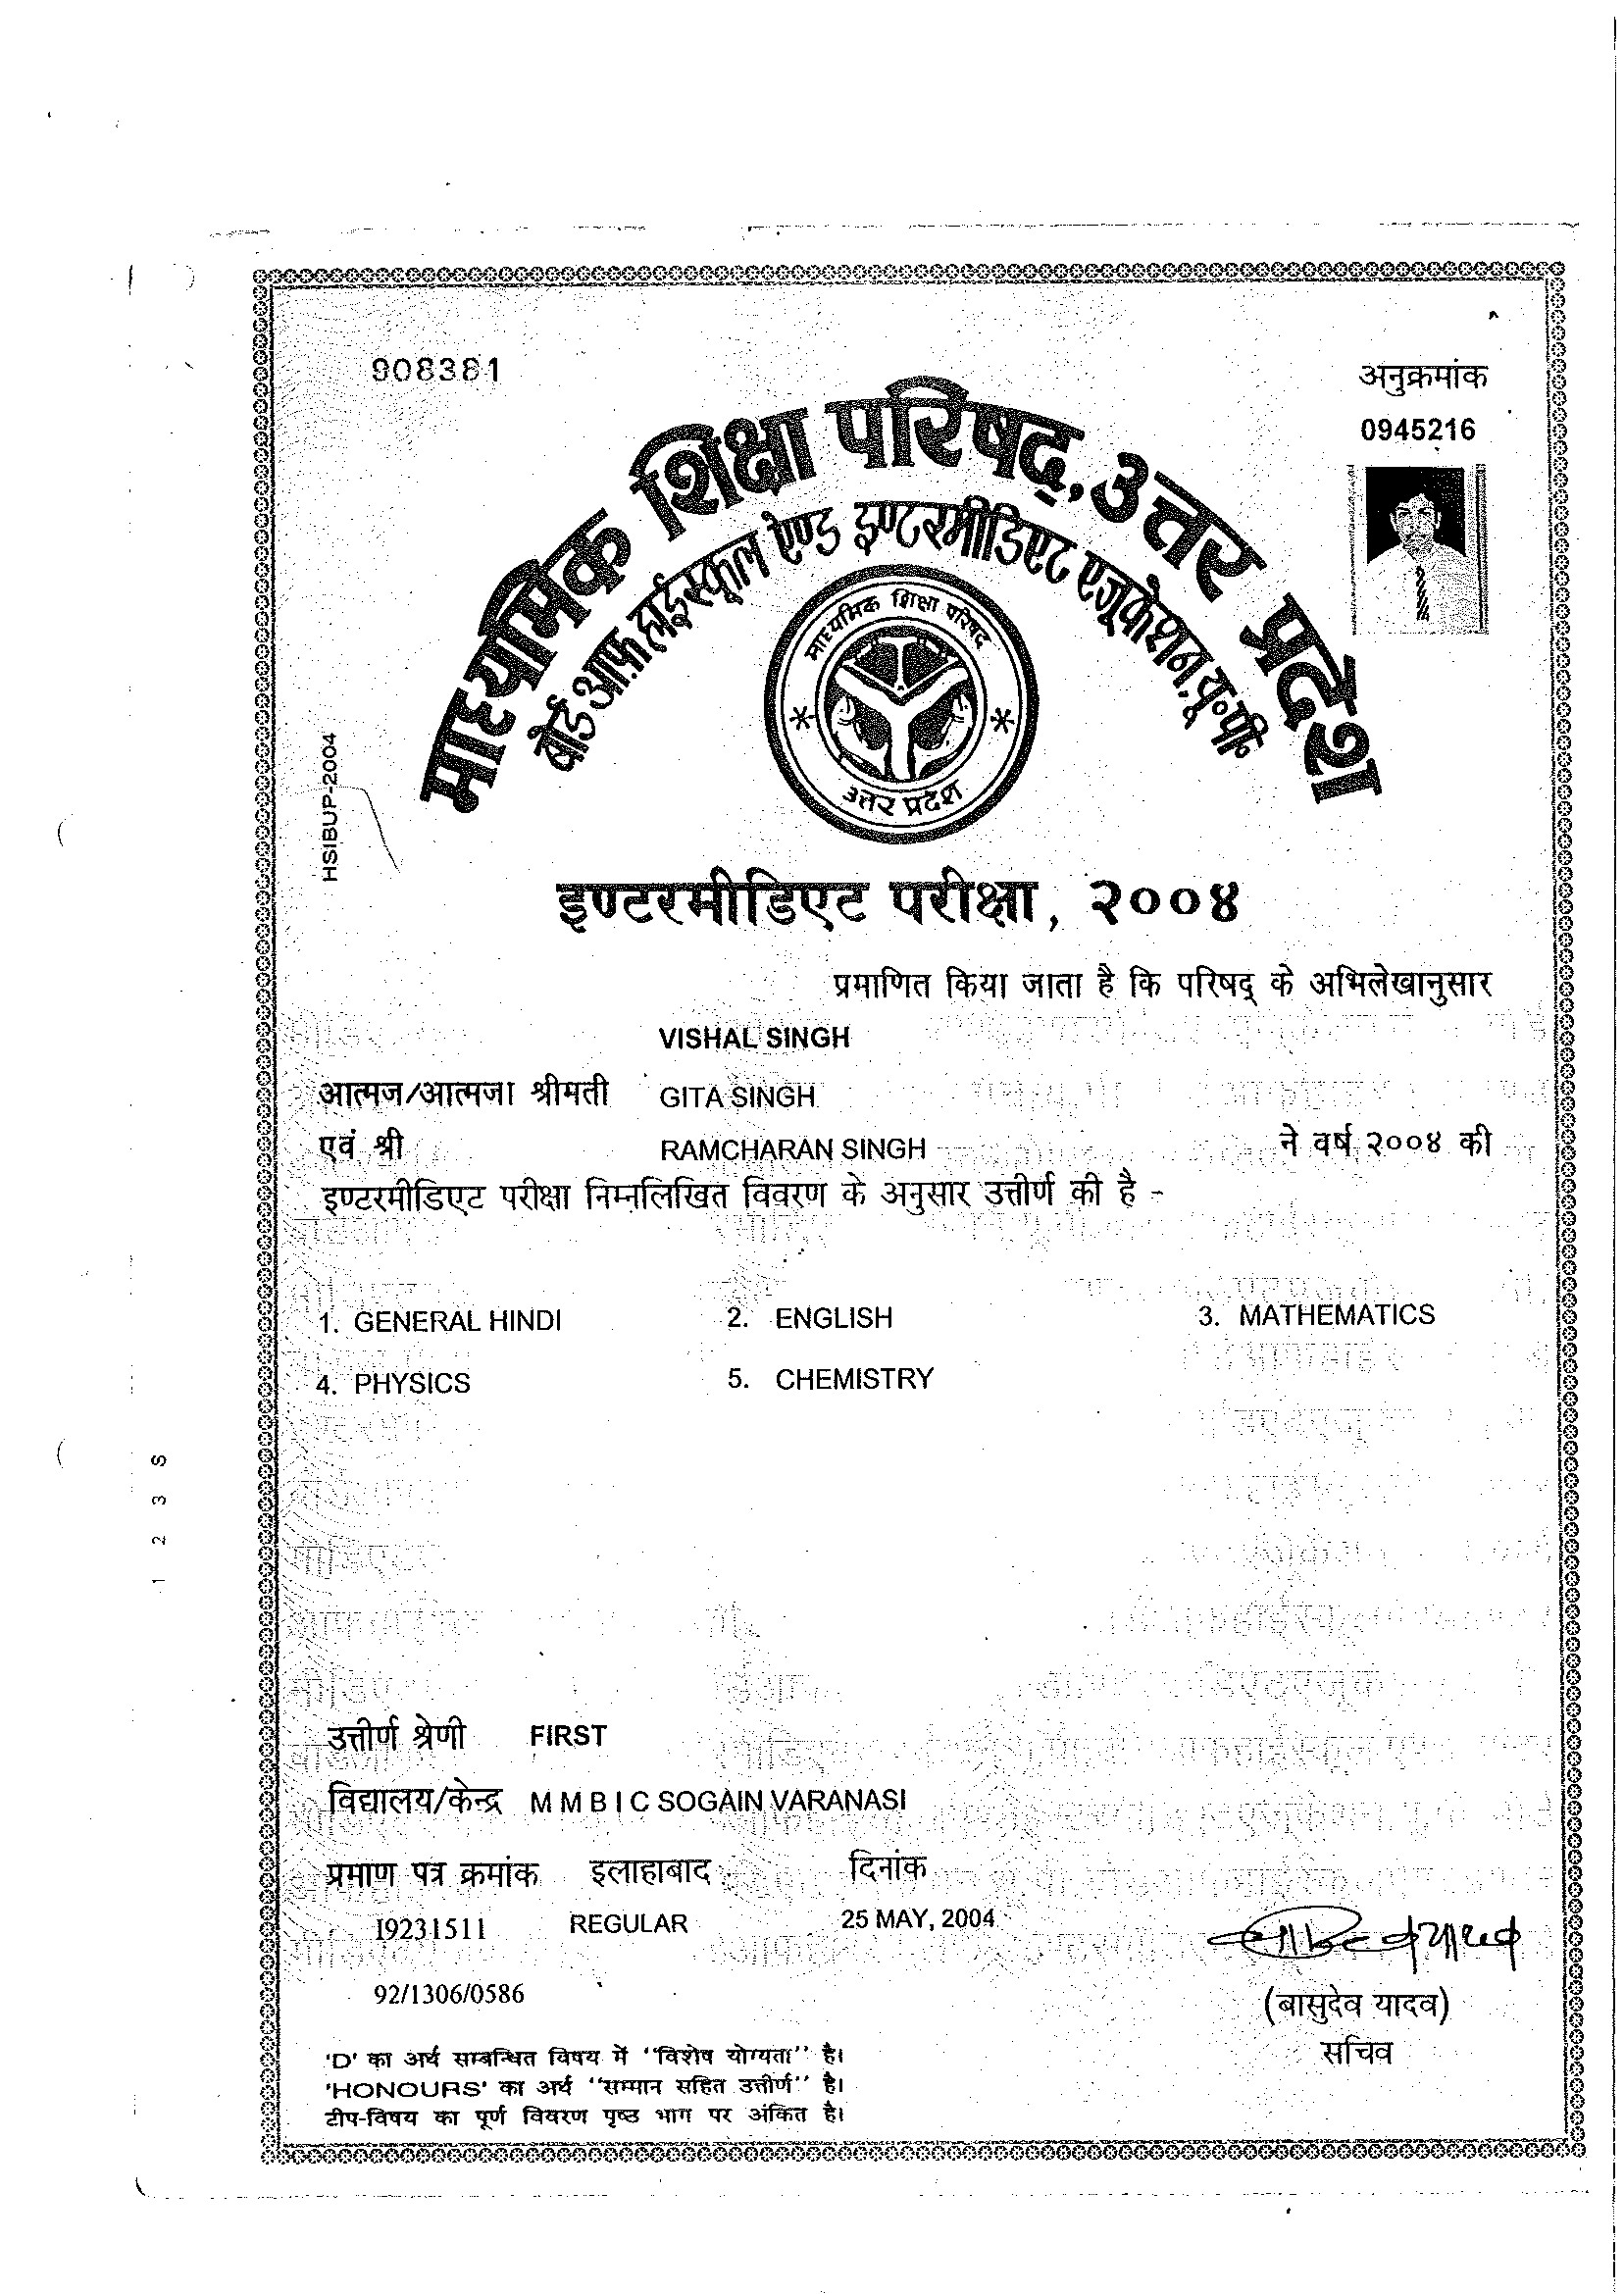 908381
अनुक्रमांक
0945216
माध्यमिक शिक्षा परिषद्, उत्तर प्रदेश
बोर्ड ऑफ़ हाईस्कूल ऐण्ड इण्टरमीडिएट एजूकेशन, यू॰पी॰
माध्यमिक शिक्षा परिषद
उत्तर प्रदेश
HSIBUP-2004
इण्टरमीडिएट परीक्षा, २००४
प्रमाणित किया जाता है कि परिषद् के अभिलेखानुसार
VISHAL SINGH
आत्मज/आत्मजा श्रीमती GITA SINGH
एवं श्री RAMCHARAN SINGH ने वर्ष २००४ की
इण्टरमीडिएट परीक्षा निम्नलिखित विवरण के अनुसार उत्तीर्ण की है -
1. GENERAL HINDI 2. ENGLISH 3. MATHEMATICS
4. PHYSICS 5. CHEMISTRY
1 2 3 S
उत्तीर्ण श्रेणी FIRST
विद्यालय/केन्द्र M M B I C SOGAIN VARANASI
प्रमाण पत्र क्रमांक इलाहाबाद दिनांक
I9231511 REGULAR 25 MAY, 2004
92/1306/0586
(बासुदेव यादव)
सचिव
'D' का अर्थ सम्बन्धित विषय में "विशेष योग्यता" है।
'HONOURS' का अर्थ "सम्मान सहित उत्तीर्ण" है।
टीप-विषय का पूर्ण विवरण पृष्ठ भाग पर अंकित है।